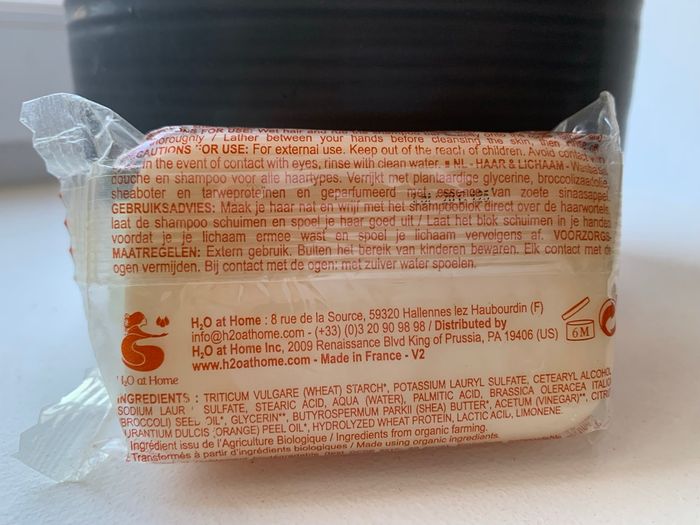 NS FOR USE: Wet hair and rub the
thoroughly / Lather between your hands before cleansing the skin, then
CAUTIONS FOR USE: For external use. Keep out of the reach of children. Avoid contact
in the event of contact with eyes, rinse with clean water. ■ NL - HAAR & LICHAAM -
douche en shampoo voor alle haartypes. Verrijkt met plantaardige glycerine, broccolizaadolie,
sheaboter en tarweproteïnen en geparfumeerd met essence van zoete sinaasappel.
GEBRUIKSADVIES: Maak je haar nat en wrijf met het shampooblok direct over de haarwortels,
laat de shampoo schuimen en spoel je haar goed uit / Laat het blok schuimen in je handen
voordat je je lichaam ermee wast en spoel je lichaam vervolgens af. VOORZORGS-
MAATREGELEN: Extern gebruik. Buiten het bereik van kinderen bewaren. Elk contact met de
ogen vermijden. Bij contact met de ogen: met zuiver water spoelen.
H₂O at Home : 8 rue de la Source, 59320 Hallennes lez Haubourdin (F)
info@h2oathome.com - (+33) (0)3 20 90 98 98 / Distributed by
H₂O at Home Inc, 2009 Renaissance Blvd King of Prussia, PA 19406 (US)
www.h2oathome.com - Made in France - V2
6M
H₂O at Home
INGREDIENTS : TRITICUM VULGARE (WHEAT) STARCH*, POTASSIUM LAURYL SULFATE, CETEARYL ALCOHOL,
SODIUM LAUR SULFATE, STEARIC ACID, AQUA (WATER), PALMITIC ACID, BRASSICA OLERACEA ITALICA
(BROCCOLI) SEED OIL*, GLYCERIN**, BUTYROSPERMUM PARKII (SHEA) BUTTER*, ACETUM (VINEGAR)**, CITRUS
AURANTIUM DULCIS (ORANGE) PEEL OIL*, HYDROLYZED WHEAT PROTEIN, LACTIC ACID, LIMONENE.
Ingrédient issu de l'Agriculture Biologique / Ingredients from organic farming.
Transformés à partir d'ingrédients biologiques / Made using organic ingredients.